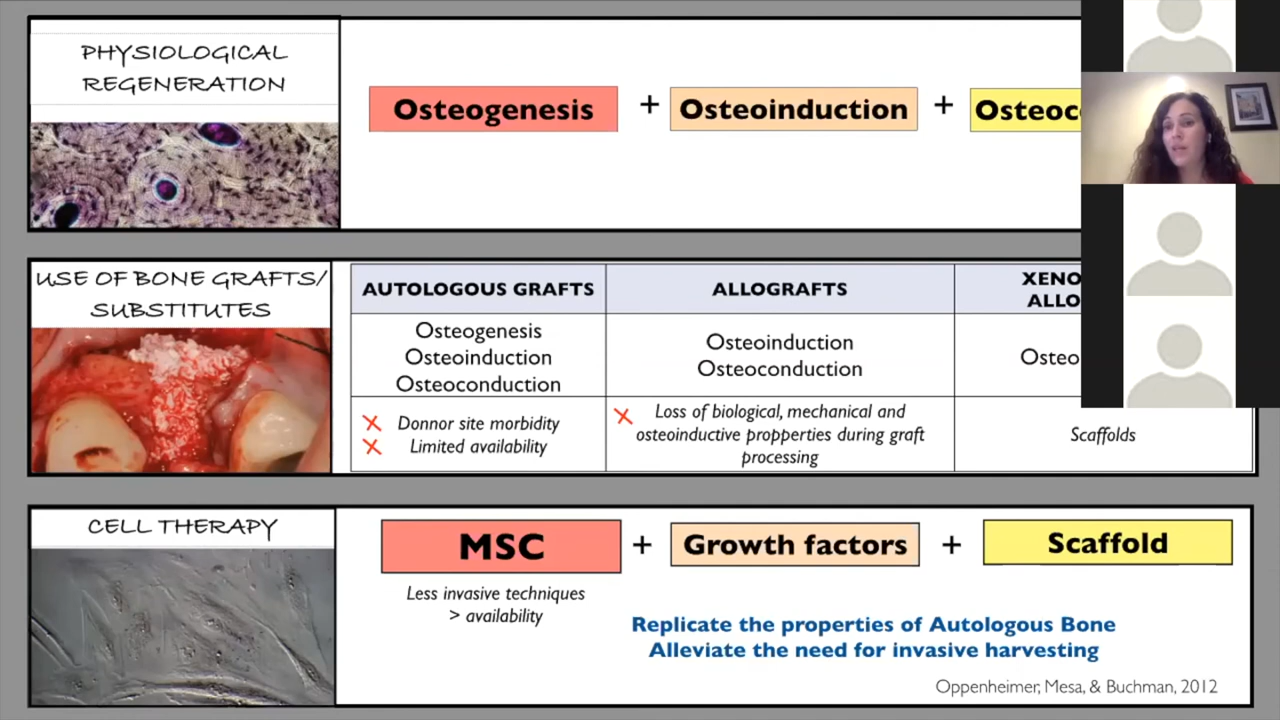 PHYSIOLOGICAL
REGENERATION
Osteogenesis + Osteoinduction +
USE OF BONE GRAFTS/
SUBSTITUTES
AUTOLOGOUS GRAFTS
ALLOGRAFTS
XENO
ALLO
Osteogenesis
Osteoinduction
Osteoconduction
Osteoinduction
Osteoconduction
Osteo
X Donnor site morbidity
X Limited availability
X Loss of biological, mechanical and
osteoinductive propperties during graft
processing
Scaffolds
CELL THERAPY
MSC + Growth factors + Scaffold
Less invasive techniques
> availability
Replicate the properties of Autologous Bone
Alleviate the need for invasive harvesting
Oppenheimer, Mesa, & Buchman, 2012